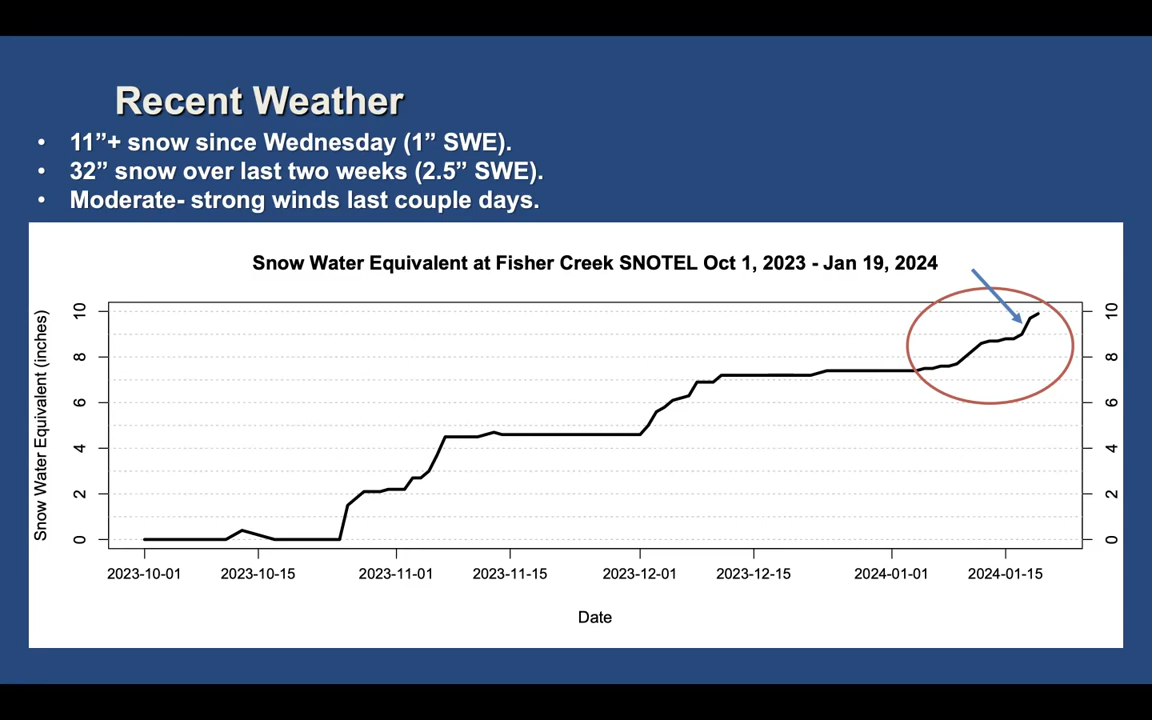 Recent Weather
• 11”+ snow since Wednesday (1” SWE).
• 32” snow over last two weeks (2.5” SWE).
• Moderate- strong winds last couple days.
Snow Water Equivalent at Fisher Creek SNOTEL Oct 1, 2023 - Jan 19, 2024
Snow Water Equivalent (inches)
10
8
6
4
2
0
10
8
6
4
2
0
2023-10-01 2023-10-15 2023-11-01 2023-11-15 2023-12-01 2023-12-15 2024-01-01 2024-01-15
Date